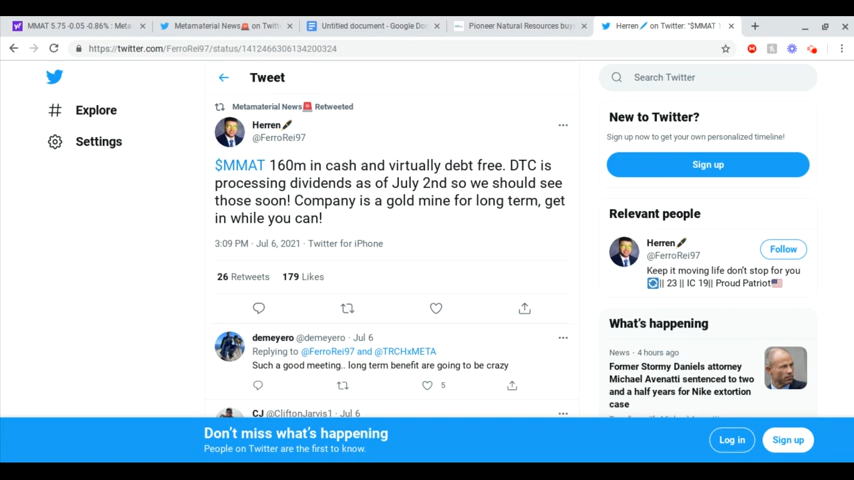 MMAT 5.75 -0.05 -0.86% : Meta
Metamaterial News🚨 on Twit
Untitled document - Google Do
Pioneer Natural Resources buy
Herren🖋 on Twitter: "$MMAT 1
https://twitter.com/FerroRei97/status/1412466306134200324
Explore
Settings
Tweet
Metamaterial News🚨 Retweeted
Herren🖋
@FerroRei97
$MMAT 160m in cash and virtually debt free. DTC is
processing dividends as of July 2nd so we should see
those soon! Company is a gold mine for long term, get
in while you can!
3:09 PM · Jul 6, 2021 · Twitter for iPhone
26 Retweets 179 Likes
demeyero @demeyero · Jul 6
Replying to @FerroRei97 and @TRCHxMETA
Such a good meeting.. long term benefit are going to be crazy
5
CJ @CliftonJarvis1 · Jul 6
Search Twitter
New to Twitter?
Sign up now to get your own personalized timeline!
Sign up
Relevant people
Herren🖋
@FerroRei97
Follow
Keep it moving life don't stop for you
🔄|| 23 || IC 19|| Proud Patriot🇺🇸
What's happening
News · 4 hours ago
Former Stormy Daniels attorney
Michael Avenatti sentenced to two
and a half years for Nike extortion
case
Don't miss what's happening
People on Twitter are the first to know.
Log in
Sign up